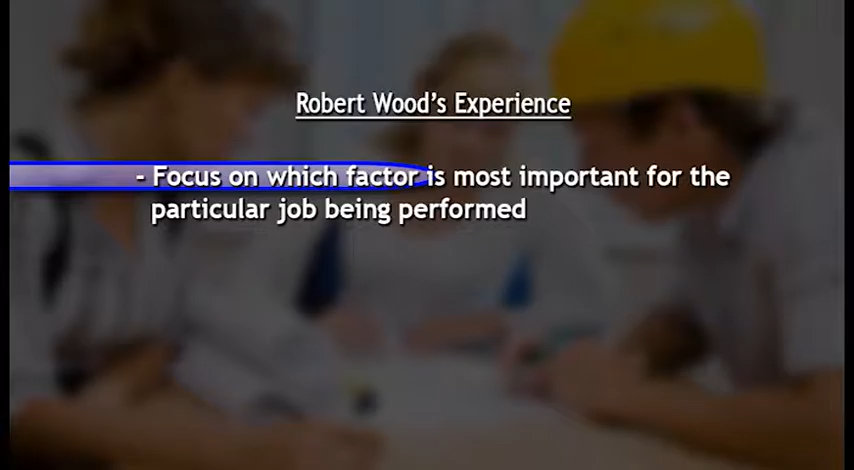 Robert Wood’s Experience
- Focus on which factor is most important for the
particular job being performed